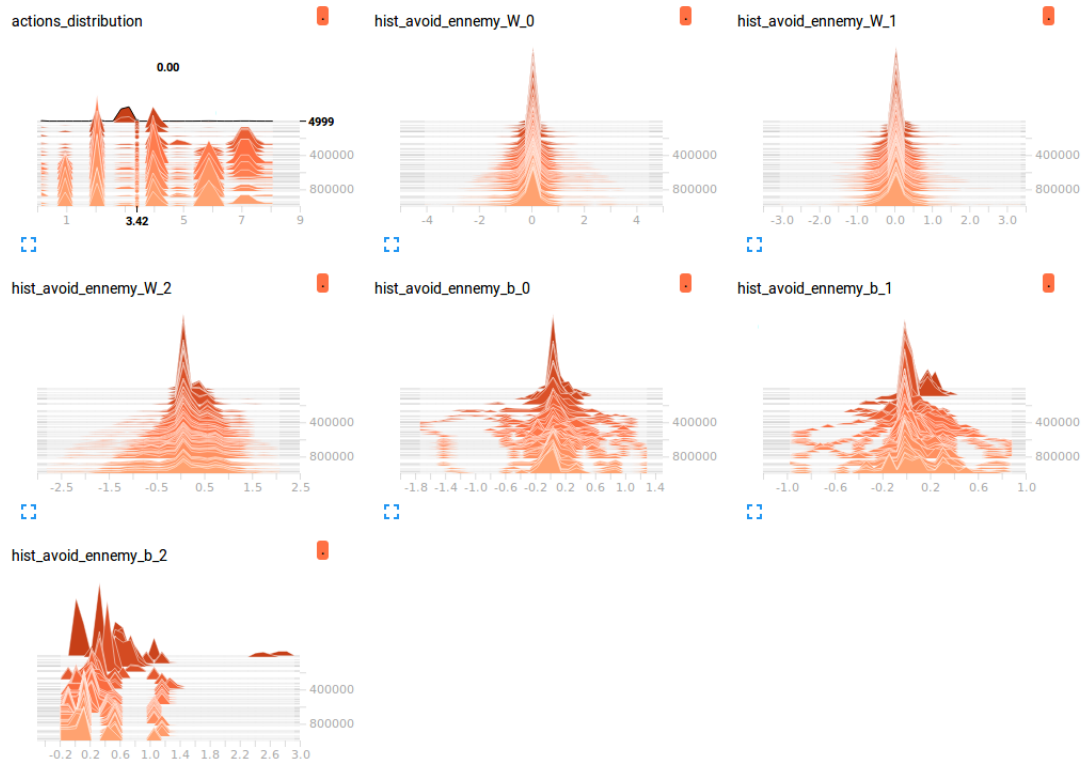 actions_distribution
hist_avoid_ennemy_W_0
hist_avoid_ennemy_W_1
0.00
4999
400000
800000
1 3.42 5 7 9
400000
800000
-4 -2 0 2 4
400000
800000
-3.0 -2.0 -1.0 0.0 1.0 2.0 3.0
hist_avoid_ennemy_W_2
hist_avoid_ennemy_b_0
hist_avoid_ennemy_b_1
400000
800000
-2.5 -1.5 -0.5 0.5 1.5 2.5
400000
800000
-1.8 -1.4 -1.0 -0.6 -0.2 0.2 0.6 1.0 1.4
400000
800000
-1.0 -0.6 -0.2 0.2 0.6 1.0
hist_avoid_ennemy_b_2
400000
800000
-0.2 0.2 0.6 1.0 1.4 1.8 2.2 2.6 3.0